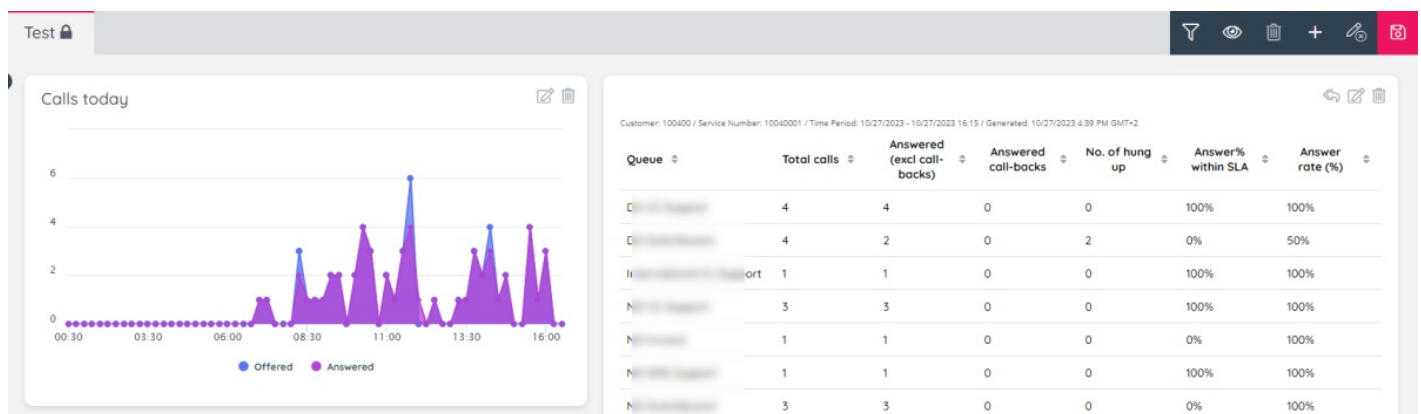 Test
Calls today
6
4
2
0
00:30 03:30 06:00 08:30 11:00 13:30 16:00
Offered Answered
Customer: 100400 / Service Number: 10040001 / Time Period: 10/27/2023 - 10/27/2023 16:15 / Generated: 10/27/2023 4:39 PM GMT+2
Queue Total calls Answered (excl call-backs) Answered call-backs No. of hung up Answer% within SLA Answer rate (%)
4 4 0 0 100% 100%
4 2 0 2 0% 50%
1 1 0 0 100% 100%
3 3 0 0 100% 100%
1 1 0 0 0% 100%
1 1 0 0 100% 100%
3 3 0 0 0% 100%